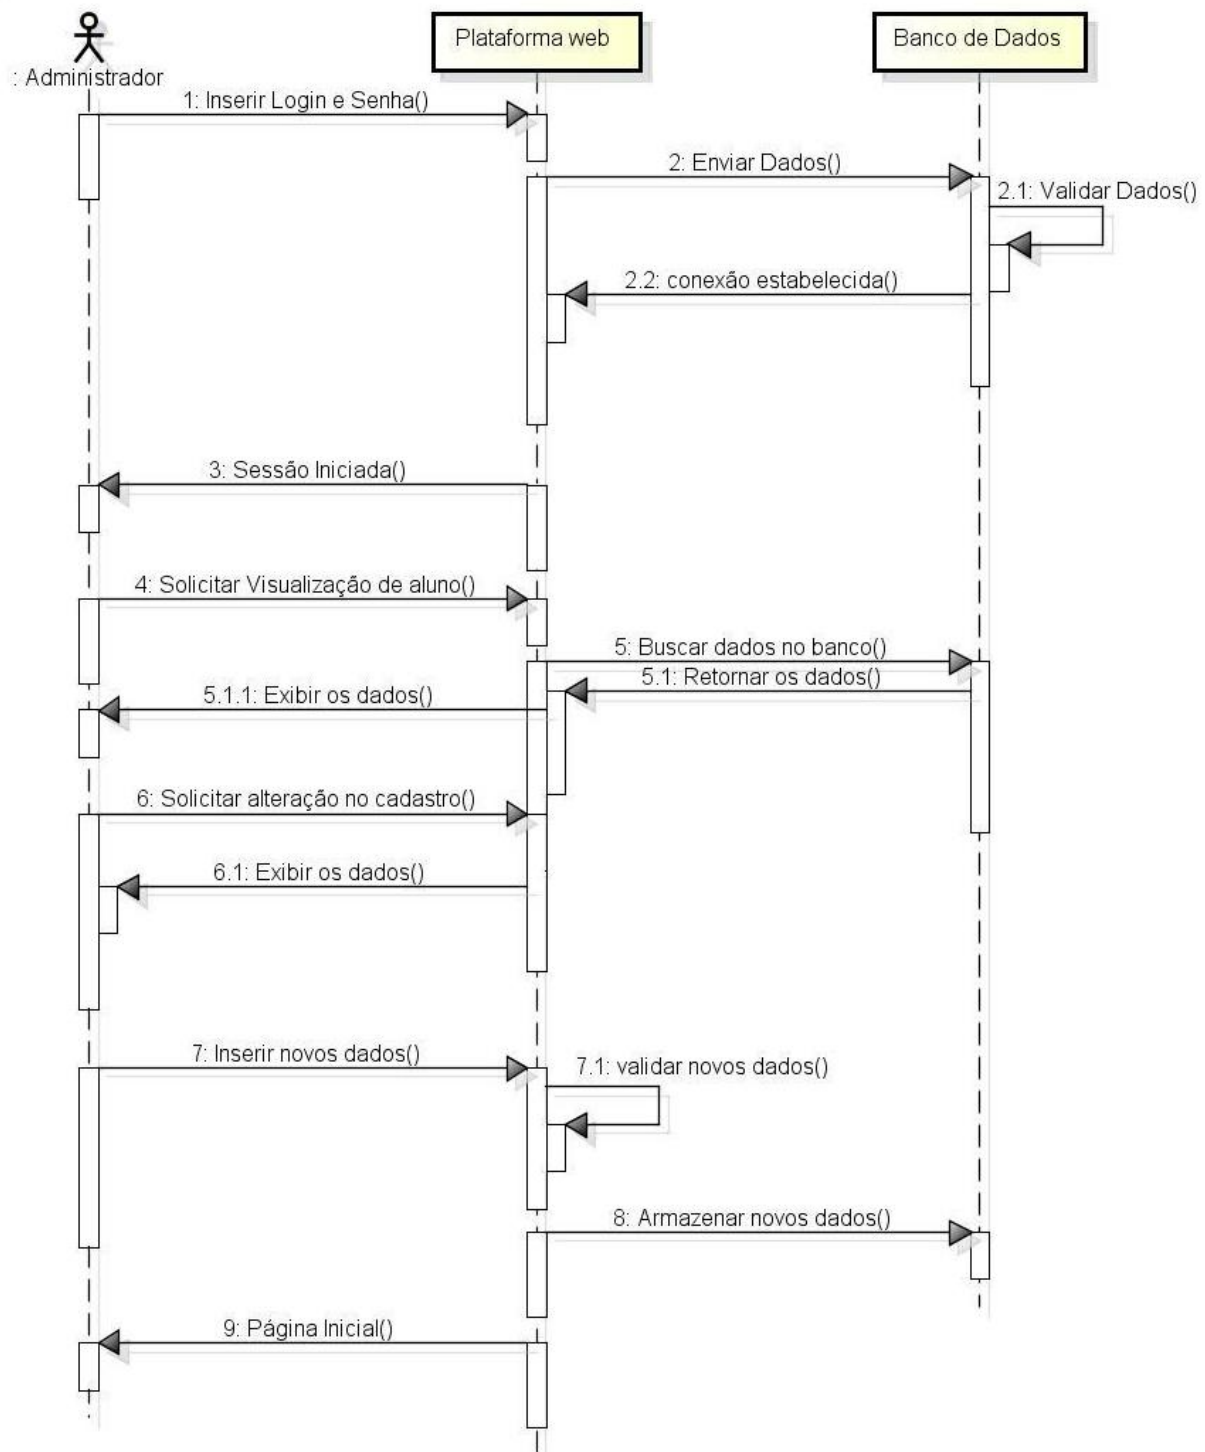 Plataforma web
Banco de Dados
: Administrador
1: Inserir Login e Senha()
2: Enviar Dados()
2.1: Validar Dados()
2.2: conexão estabelecida()
3: Sessão Iniciada()
4: Solicitar Visualização de aluno()
5: Buscar dados no banco()
5.1: Retornar os dados()
5.1.1: Exibir os dados()
6: Solicitar alteração no cadastro()
6.1: Exibir os dados()
7: Inserir novos dados()
7.1: validar novos dados()
8: Armazenar novos dados()
9: Página Inicial()